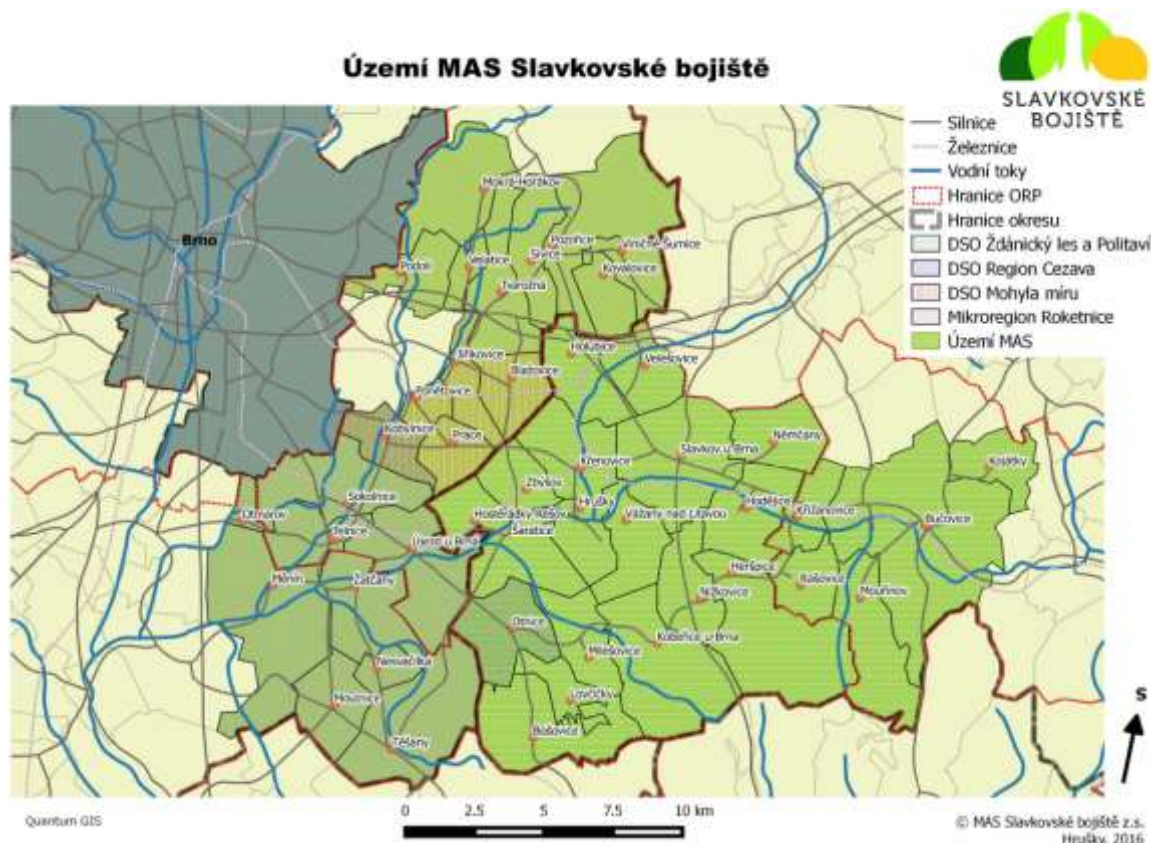 Území MAS Slavkovské bojiště
SLAVKOVSKÉ
BOJIŠTĚ
Silnice
Železnice
Vodní toky
Hranice ORP
Hranice okresu
DSO Ždánický les a Politaví
DSO Region Cezava
DSO Mohyla míru
Mikroregion Roketnice
Území MAS
Mokrá-Horákov
Brno
Pozořice
Viničné Šumice
Sivice
Podolí
Velatice
Kovalovice
Tvarožná
Holubice
Jiříkovice
Velešovice
Blažovice
Ponětovice
Kobylnice
Prace
Němčany
Slavkov u Brna
Křenovice
Kojátky
Zbýšov
Sokolnice
Hrušky
Hodějice
Otmarov
Hostěrádky-Rešov
Vážany nad Litavou
Křižanovice
Bučovice
Telnice
Šaratice
Újezd u Brna
Měnín
Žatčany
Heršpice
Rašovice
Nížkovice
Mouřínov
Otnice
Kobeřice u Brna
Milešovice
Nesvačilka
Moutnice
Lovčičky
Bošovice
Těšany
S
0 2.5 5 7.5 10 km
Quantum GIS
© MAS Slavkovské bojiště z.s.
Hrušky, 2016